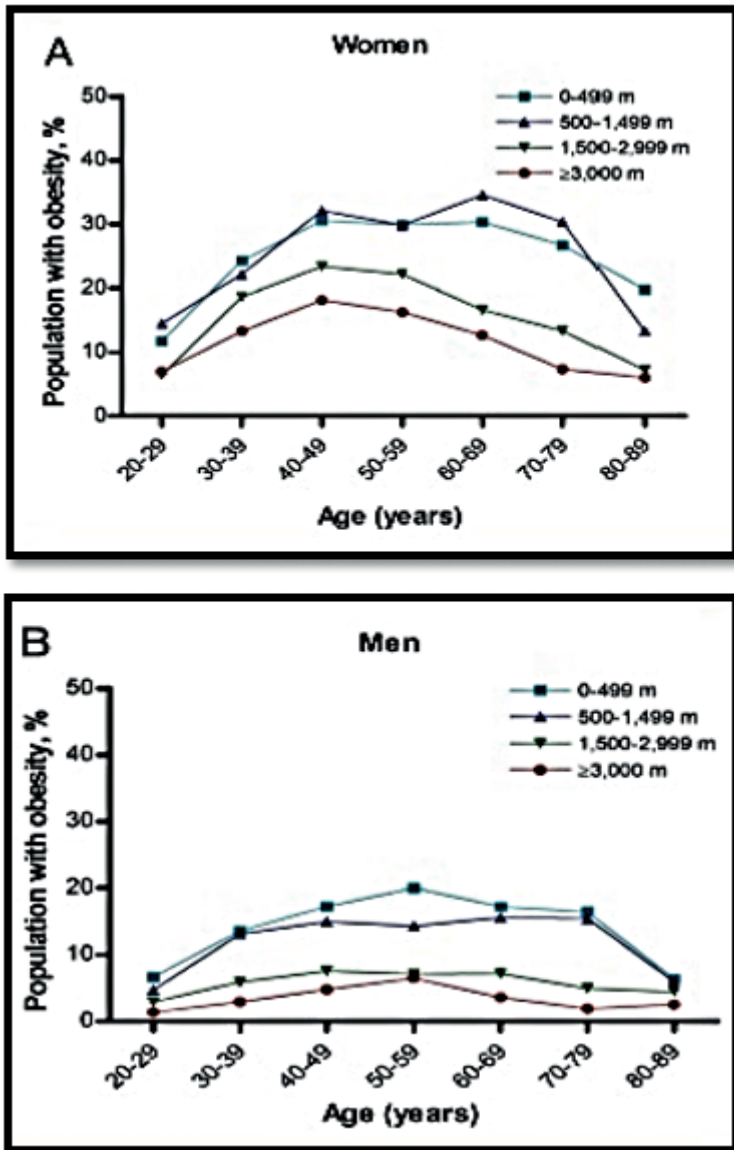 A
Women
50
40
30
20
10
0
Population with obesity, %
0-499 m
500-1,499 m
1,500-2,999 m
≥3,000 m
20-29
30-39
40-49
50-59
60-69
70-79
80-89
Age (years)
B
Men
50
40
30
20
10
0
Population with obesity, %
0-499 m
500-1,499 m
1,500-2,999 m
≥3,000 m
20-29
30-39
40-49
50-59
60-69
70-79
80-89
Age (years)